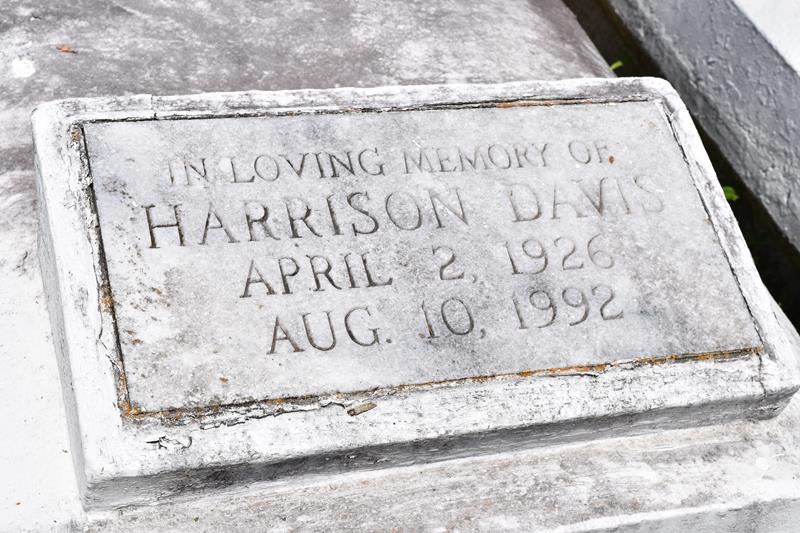 IN LOVING MEMORY OF
HARRISON DAVIS
APRIL 2, 1926
AUG. 10, 1992